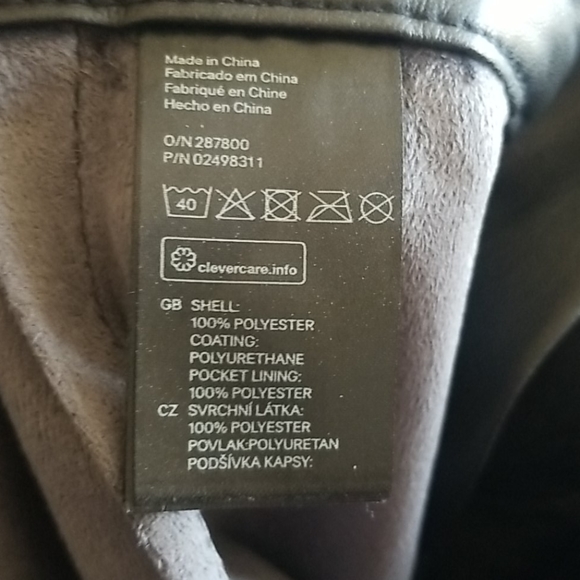 Made in China
Fabricado em China
Fabriqué en Chine
Hecho en China
O/N 287800
P/N 02498311
40
clevercare.info
GB SHELL:
100% POLYESTER
COATING:
POLYURETHANE
POCKET LINING:
100% POLYESTER
CZ SVRCHNÍ LÁTKA:
100% POLYESTER
POVLAK:POLYURETAN
PODŠÍVKA KAPSY: